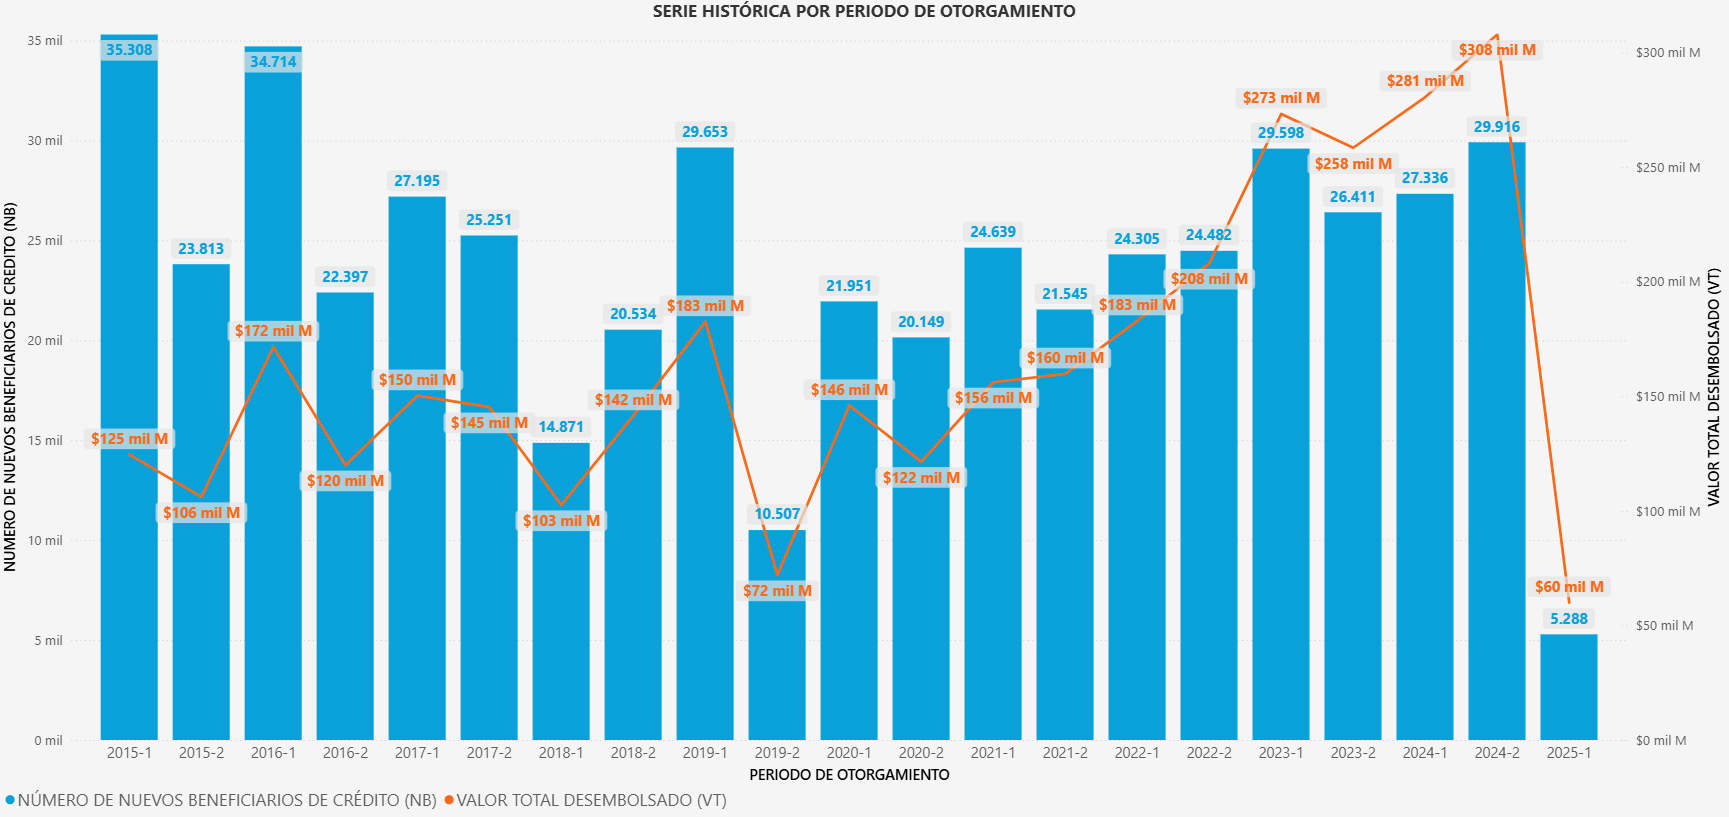 SERIE HISTÓRICA POR PERIODO DE OTORGAMIENTO
NÚMERO DE NUEVOS BENEFICIARIOS DE CRÉDITO (NB)
35 mil
30 mil
25 mil
20 mil
15 mil
10 mil
5 mil
0 mil
35.308
23.813
34.714
22.397
27.195
25.251
14.871
20.534
29.653
10.507
21.951
20.149
24.639
21.545
24.305
24.482
29.598
26.411
27.336
29.916
5.288
$125 mil M
$106 mil M
$172 mil M
$120 mil M
$150 mil M
$145 mil M
$103 mil M
$142 mil M
$183 mil M
$72 mil M
$146 mil M
$122 mil M
$156 mil M
$160 mil M
$183 mil M
$208 mil M
$273 mil M
$258 mil M
$281 mil M
$308 mil M
$60 mil M
$300 mil M
$250 mil M
$200 mil M
$150 mil M
$100 mil M
$50 mil M
$0 mil M
VALOR TOTAL DESEMBOLSADO (VT)
2015-1 2015-2 2016-1 2016-2 2017-1 2017-2 2018-1 2018-2 2019-1 2019-2 2020-1 2020-2 2021-1 2021-2 2022-1 2022-2 2023-1 2023-2 2024-1 2024-2 2025-1
PERIODO DE OTORGAMIENTO
NÚMERO DE NUEVOS BENEFICIARIOS DE CRÉDITO (NB) VALOR TOTAL DESEMBOLSADO (VT)